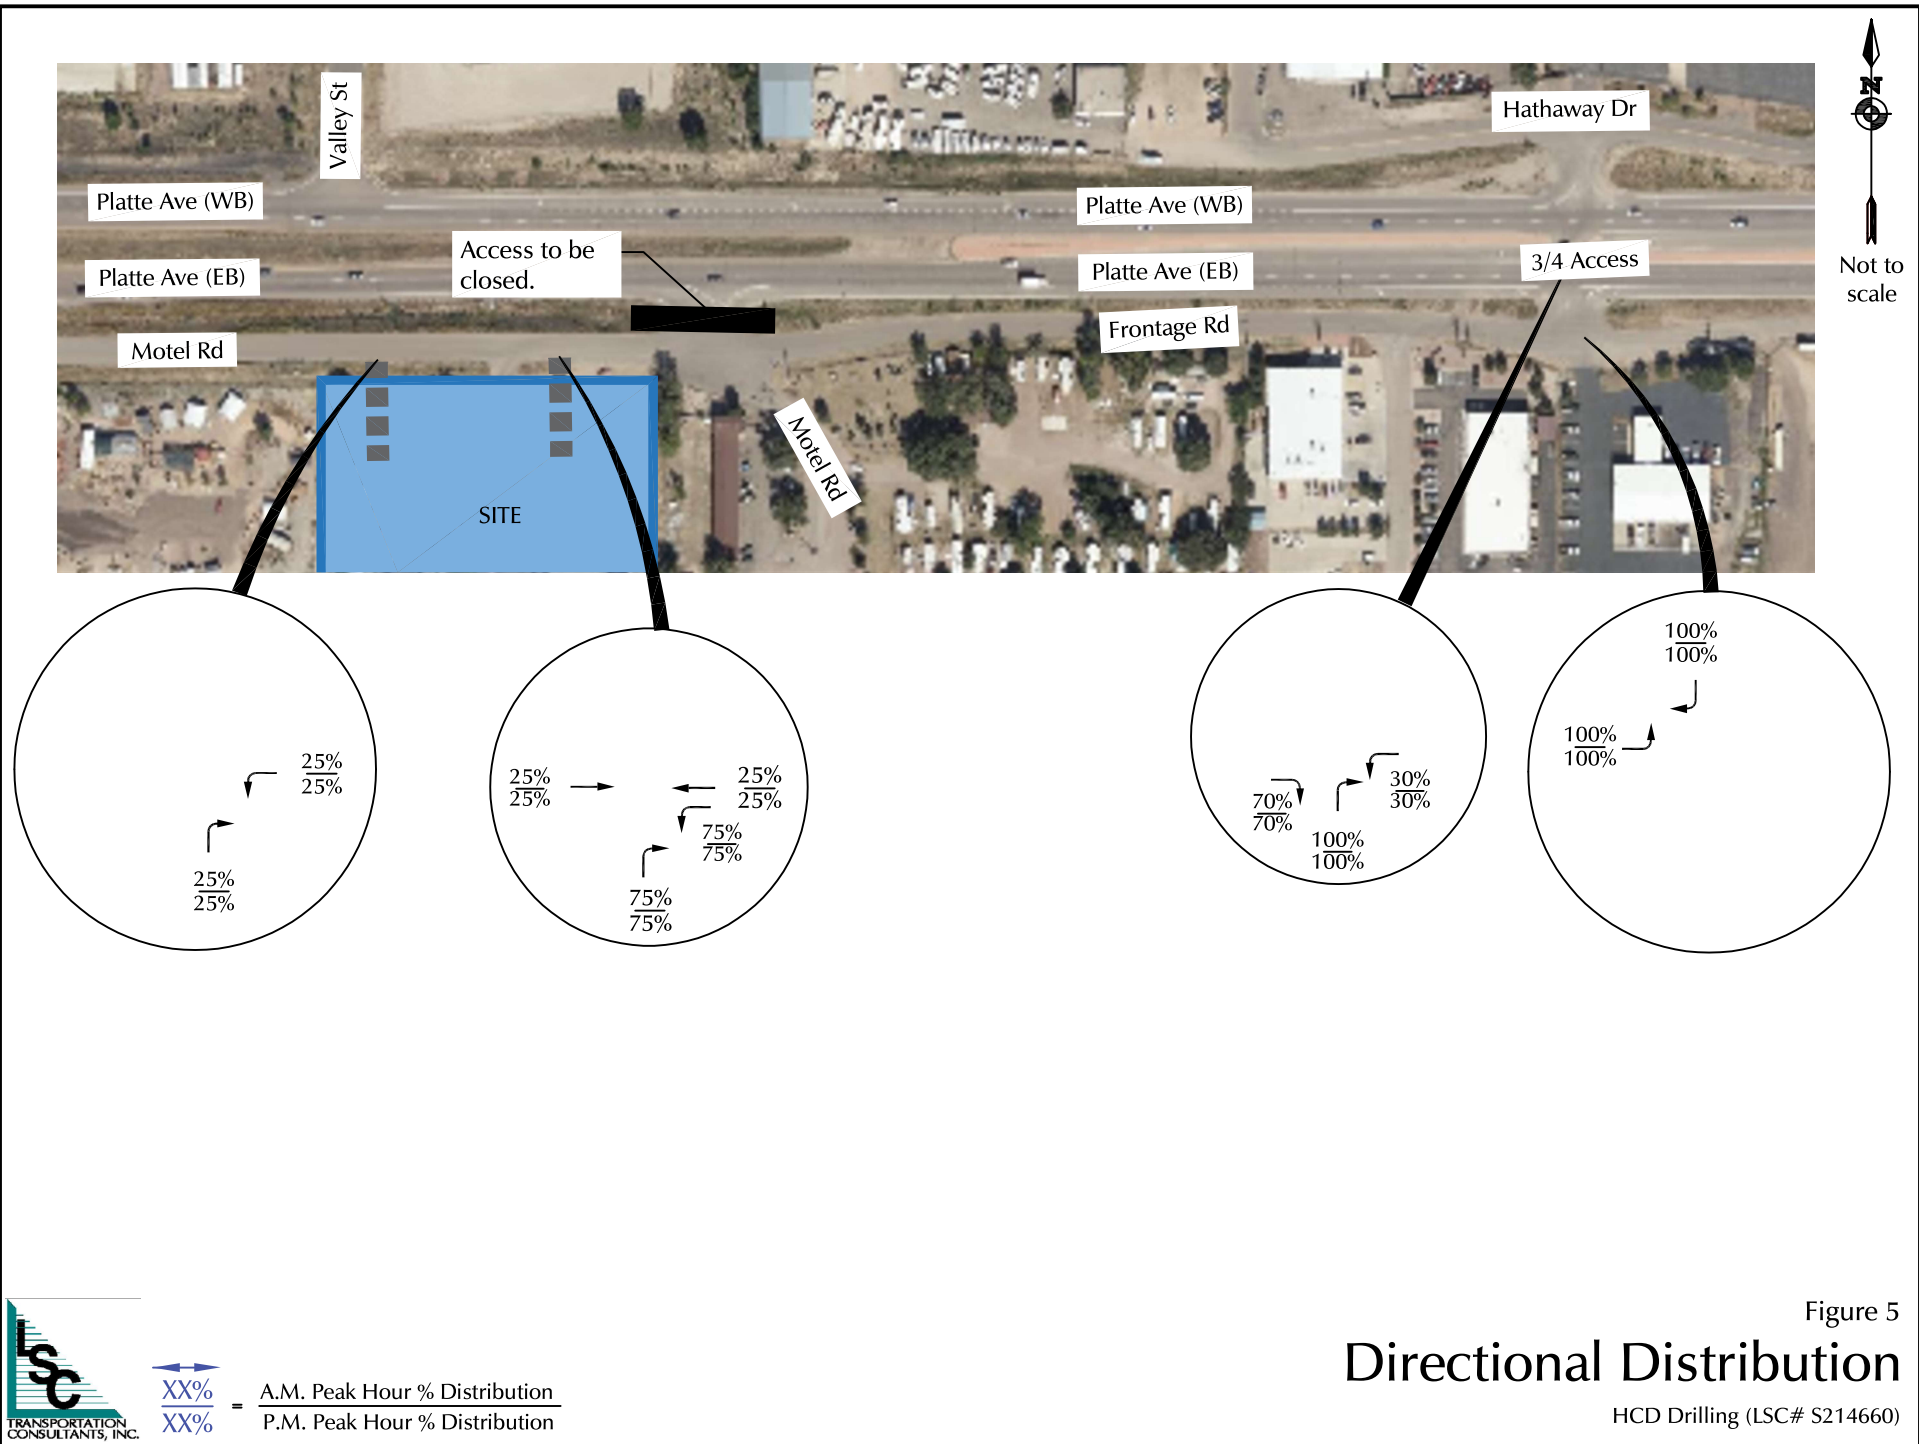 Valley St
Hathaway Dr
N
Platte Ave (WB)
Platte Ave (WB)
Access to be
closed.
Platte Ave (EB)
Platte Ave (EB)
3/4 Access
Not to
scale
Motel Rd
Frontage Rd
Motel Rd
SITE
25%
25%
25%
25%
25%
25%
25%
25%
75%
75%
75%
75%
70%
70%
100%
100%
30%
30%
100%
100%
100%
100%
Figure 5
Directional Distribution
HCD Drilling (LSC# S214660)
LSC
TRANSPORTATION
CONSULTANTS, INC.
XX%
XX%
=
A.M. Peak Hour % Distribution
P.M. Peak Hour % Distribution